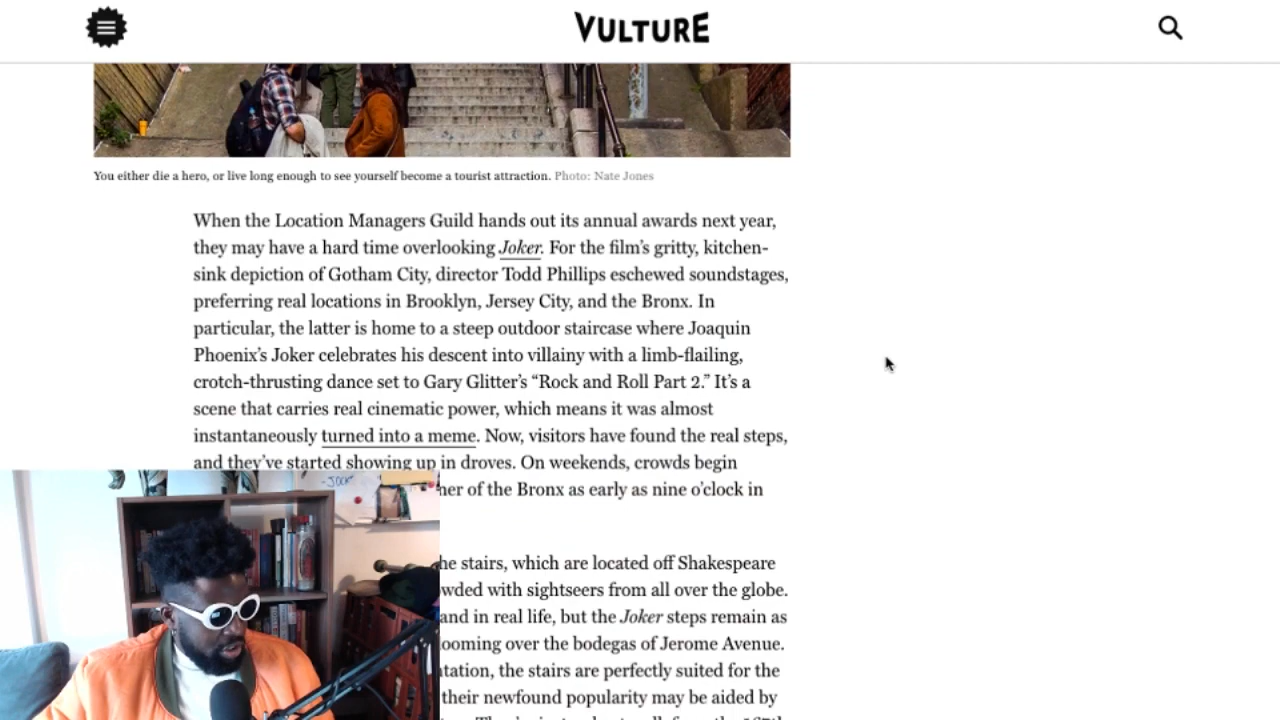 VULTURE
You either die a hero, or live long enough to see yourself become a tourist attraction. Photo: Nate Jones
When the Location Managers Guild hands out its annual awards next year,
they may have a hard time overlooking Joker. For the film’s gritty, kitchen-
sink depiction of Gotham City, director Todd Phillips eschewed soundstages,
preferring real locations in Brooklyn, Jersey City, and the Bronx. In
particular, the latter is home to a steep outdoor staircase where Joaquin
Phoenix’s Joker celebrates his descent into villainy with a limb-flailing,
crotch-thrusting dance set to Gary Glitter’s “Rock and Roll Part 2.” It’s a
scene that carries real cinematic power, which means it was almost
instantaneously turned into a meme. Now, visitors have found the real steps,
and they’ve started showing up in droves. On weekends, crowds begin
of the Bronx as early as nine o’clock in
stairs, which are located off Shakespeare
with sightseers from all over the globe.
and in real life, but the Joker steps remain as
looming over the bodegas of Jerome Avenue.
the stairs are perfectly suited for the
their newfound popularity may be aided by